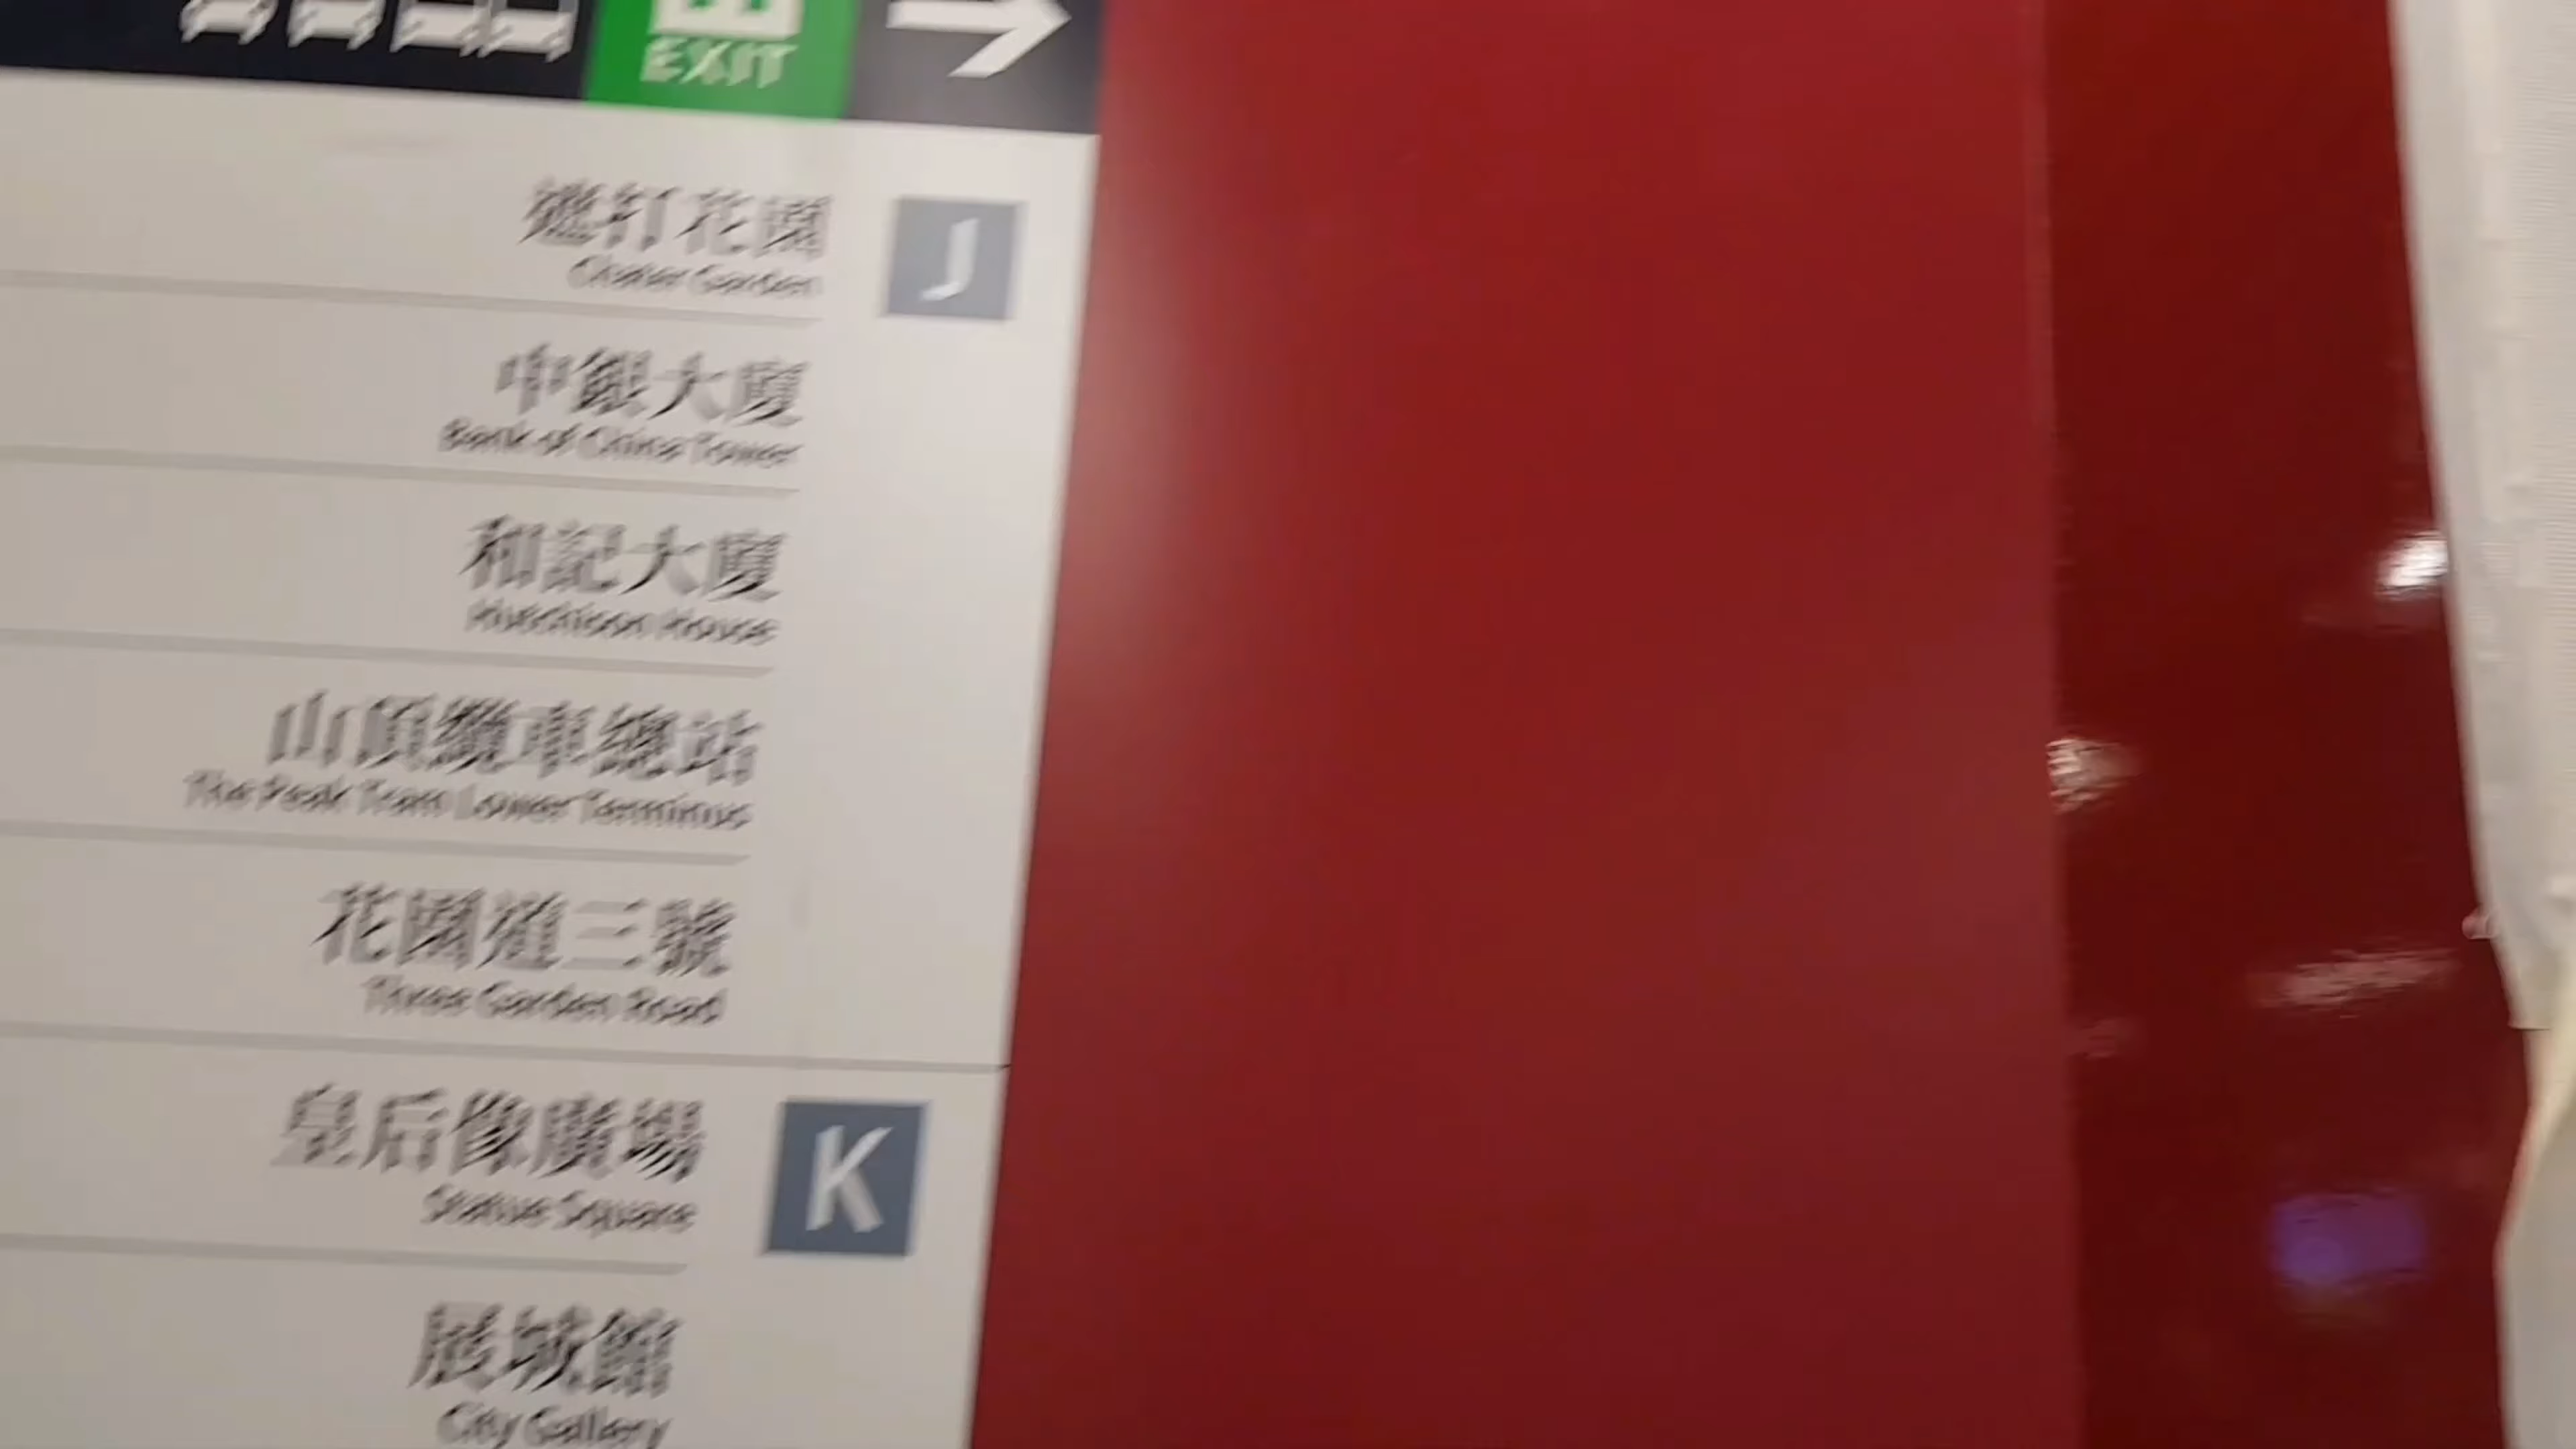 EXIT
遮打花園
Chater Garden
J
中銀大廈
Bank of China Tower
和記大廈
Hutchison House
山頂纜車總站
The Peak Tram Lower Terminus
花園道三號
Three Garden Road
皇后像廣場
Statue Square
K
展城館
City Gallery